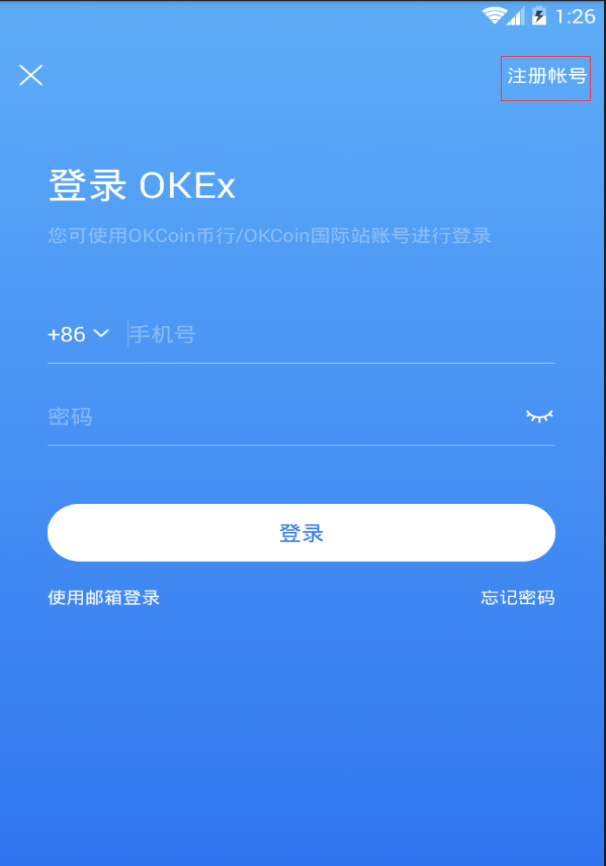 1:26
注册帐号
登录 OKEx
您可使用OKCoin币行/OKCoin国际站账号进行登录
+86 手机号
密码
登录
使用邮箱登录 忘记密码